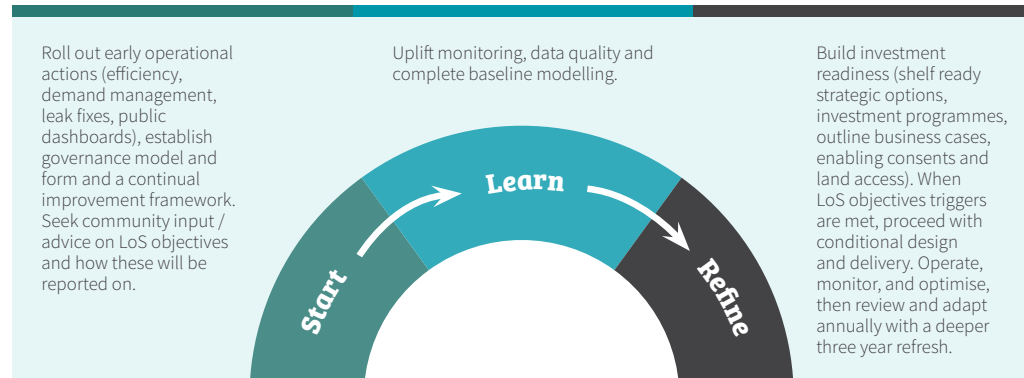 Roll out early operational
actions (efficiency,
demand management,
leak fixes, public
dashboards), establish
governance model and
form and a continual
improvement framework.
Seek community input /
advice on LoS objectives
and how these will be
reported on.
Uplift monitoring, data quality and
complete baseline modelling.
Build investment
readiness (shelf ready
strategic options,
investment programmes,
outline business cases,
enabling consents and
land access). When
LoS objectives triggers
are met, proceed with
conditional design
and delivery. Operate,
monitor, and optimise,
then review and adapt
annually with a deeper
three year refresh.
Start
Learn
Refine